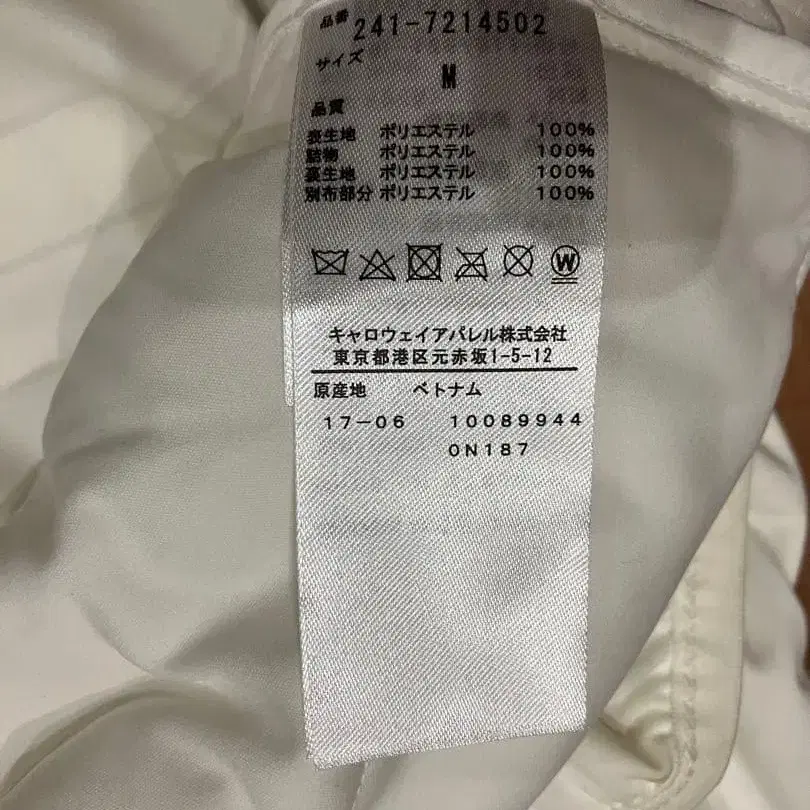 品番 241-7214502
サイズ
M
品質
表生地 ポリエステル 100%
詰物 ポリエステル 100%
裏生地 ポリエステル 100%
別布部分 ポリエステル 100%
W
キャロウェイアパレル株式会社
東京都港区元赤坂1-5-12
原産地 ベトナム
17-06 10089944
0N187